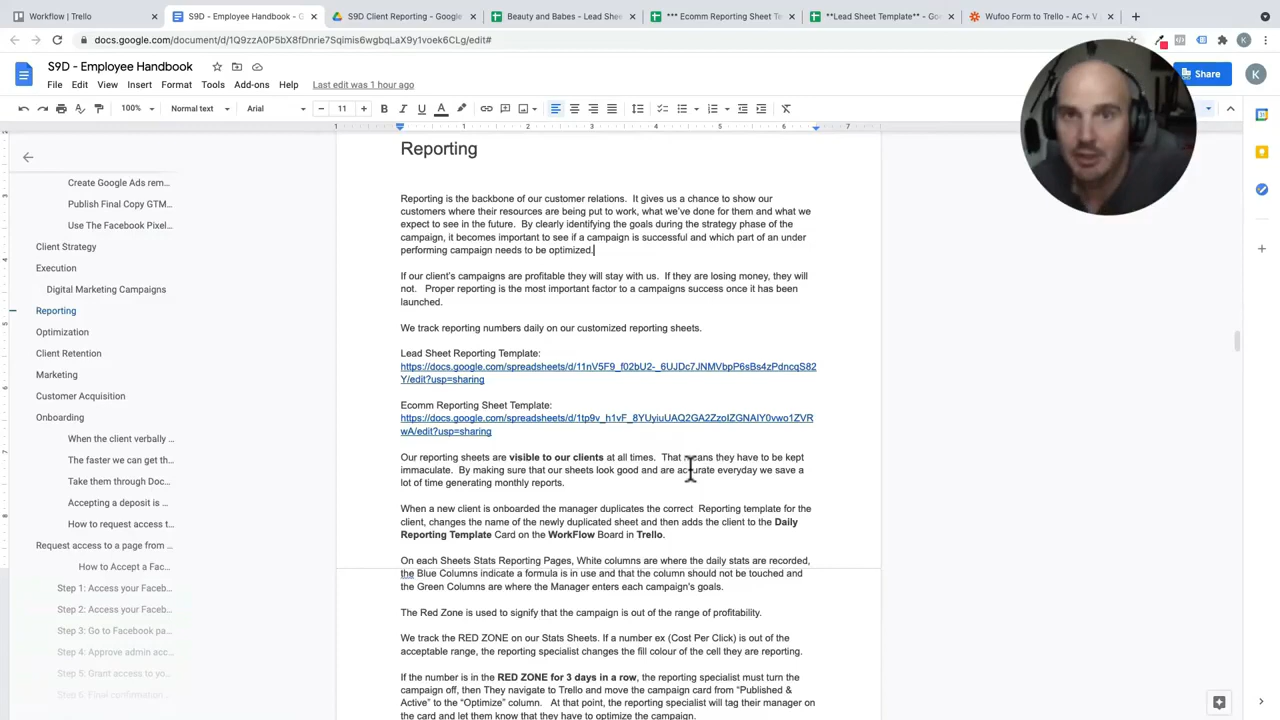 Workflow | Trello
S9D - Employee Handbook -
S9D Client Reporting - Google
Beauty and Babes - Lead Shee
*** Ecomm Reporting Sheet Te
**Lead Sheet Template** - Goo
Wufoo Form to Trello - AC + V
docs.google.com/document/d/1Q9zzA0P5bX8fDnrie7Sqimis6wgbqLaX9y1voek6CLg/edit#
S9D - Employee Handbook
File Edit View Insert Format Tools Add-ons Help Last edit was 1 hour ago
Share
K
100% Normal text Arial 11
Reporting
Create Google Ads rem...
Publish Final Copy GTM...
Use The Facebook Pixel...
Client Strategy
Execution
Digital Marketing Campaigns
Reporting
Optimization
Client Retention
Marketing
Customer Acquisition
Onboarding
When the client verbally ...
The faster we can get th...
Take them through Doc...
Accepting a deposit is ...
How to request access t...
Request access to a page from ...
How to Accept a Fac...
Step 1: Access your Faceb...
Step 2: Access your Faceb...
Step 3: Go to Facebook pa...
Step 4: Approve admin acc...
Step 5: Grant access to yo...
Step 6: Final confirmation ...
Reporting is the backbone of our customer relations. It gives us a chance to show our
customers where their resources are being put to work, what we've done for them and what we
expect to see in the future. By clearly identifying the goals during the strategy phase of the
campaign, it becomes important to see if a campaign is successful and which part of an under
performing campaign needs to be optimized.
If our client's campaigns are profitable they will stay with us. If they are losing money, they will
not. Proper reporting is the most important factor to a campaigns success once it has been
launched.
We track reporting numbers daily on our customized reporting sheets.
Lead Sheet Reporting Template:
https://docs.google.com/spreadsheets/d/11nV5F9_f02bU2-_6UJDc7JNMVbpP6sBs4zPdncqS82
Y/edit?usp=sharing
Ecomm Reporting Sheet Template:
https://docs.google.com/spreadsheets/d/1tp9v_h1vF_8YUyiuUAQ2GA2ZzoIZGNAIY0vwo1ZVR
wA/edit?usp=sharing
Our reporting sheets are visible to our clients at all times. That means they have to be kept
immaculate. By making sure that our sheets look good and are accurate everyday we save a
lot of time generating monthly reports.
When a new client is onboarded the manager duplicates the correct Reporting template for the
client, changes the name of the newly duplicated sheet and then adds the client to the Daily
Reporting Template Card on the WorkFlow Board in Trello.
On each Sheets Stats Reporting Pages, White columns are where the daily stats are recorded,
the Blue Columns indicate a formula is in use and that the column should not be touched and
the Green Columns are where the Manager enters each campaign's goals.
The Red Zone is used to signify that the campaign is out of the range of profitability.
We track the RED ZONE on our Stats Sheets. If a number ex (Cost Per Click) is out of the
acceptable range, the reporting specialist changes the fill colour of the cell they are reporting.
If the number is in the RED ZONE for 3 days in a row, the reporting specialist must turn the
campaign off, then They navigate to Trello and move the campaign card from “Published &
Active” to the “Optimize” column. At that point, the reporting specialist will tag their manager on
the card and let them know that they have to optimize the campaign.